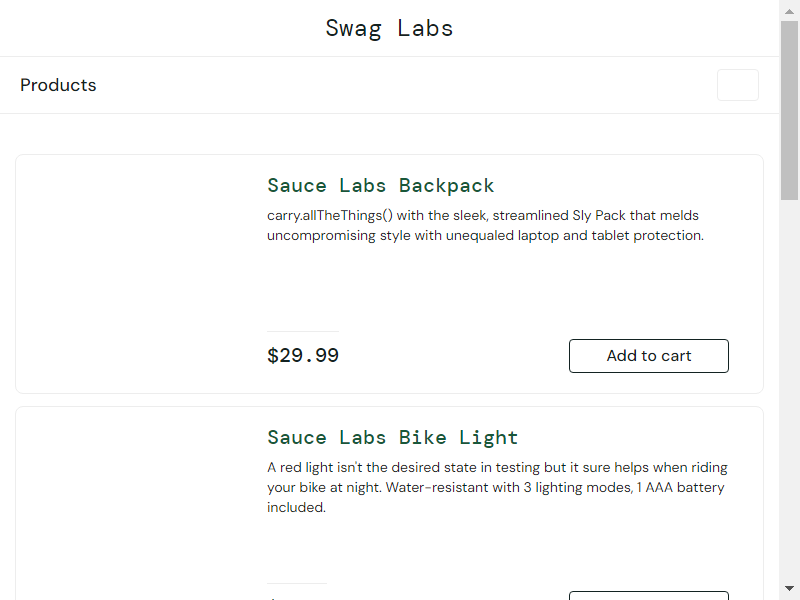 Swag Labs
Products
Sauce Labs Backpack
carry.allTheThings() with the sleek, streamlined Sly Pack that melds
uncompromising style with unequaled laptop and tablet protection.
$29.99
Add to cart
Sauce Labs Bike Light
A red light isn't the desired state in testing but it sure helps when riding
your bike at night. Water-resistant with 3 lighting modes, 1 AAA battery
included.